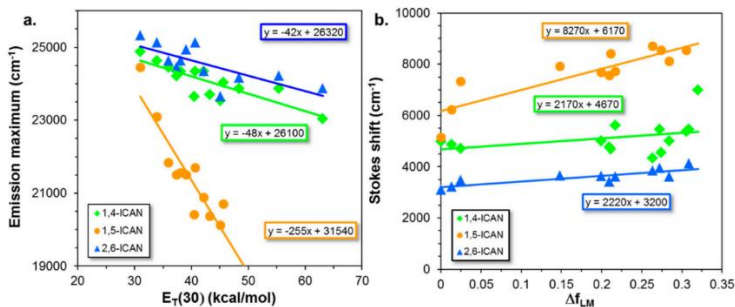 a.
Emission maximum (cm⁻¹)
25000
23000
21000
19000
y = -42x + 26320
y = -48x + 26100
y = -255x + 31540
1,4-ICAN
1,5-ICAN
2,6-ICAN
20 30 40 50 60 70
E_T(30) (kcal/mol)
b.
Stokes shift (cm⁻¹)
10000
8000
6000
4000
2000
0
y = 8270x + 6170
y = 2170x + 4670
y = 2220x + 3200
1,4-ICAN
1,5-ICAN
2,6-ICAN
0 0.05 0.1 0.15 0.2 0.25 0.3 0.35
Δf_LM